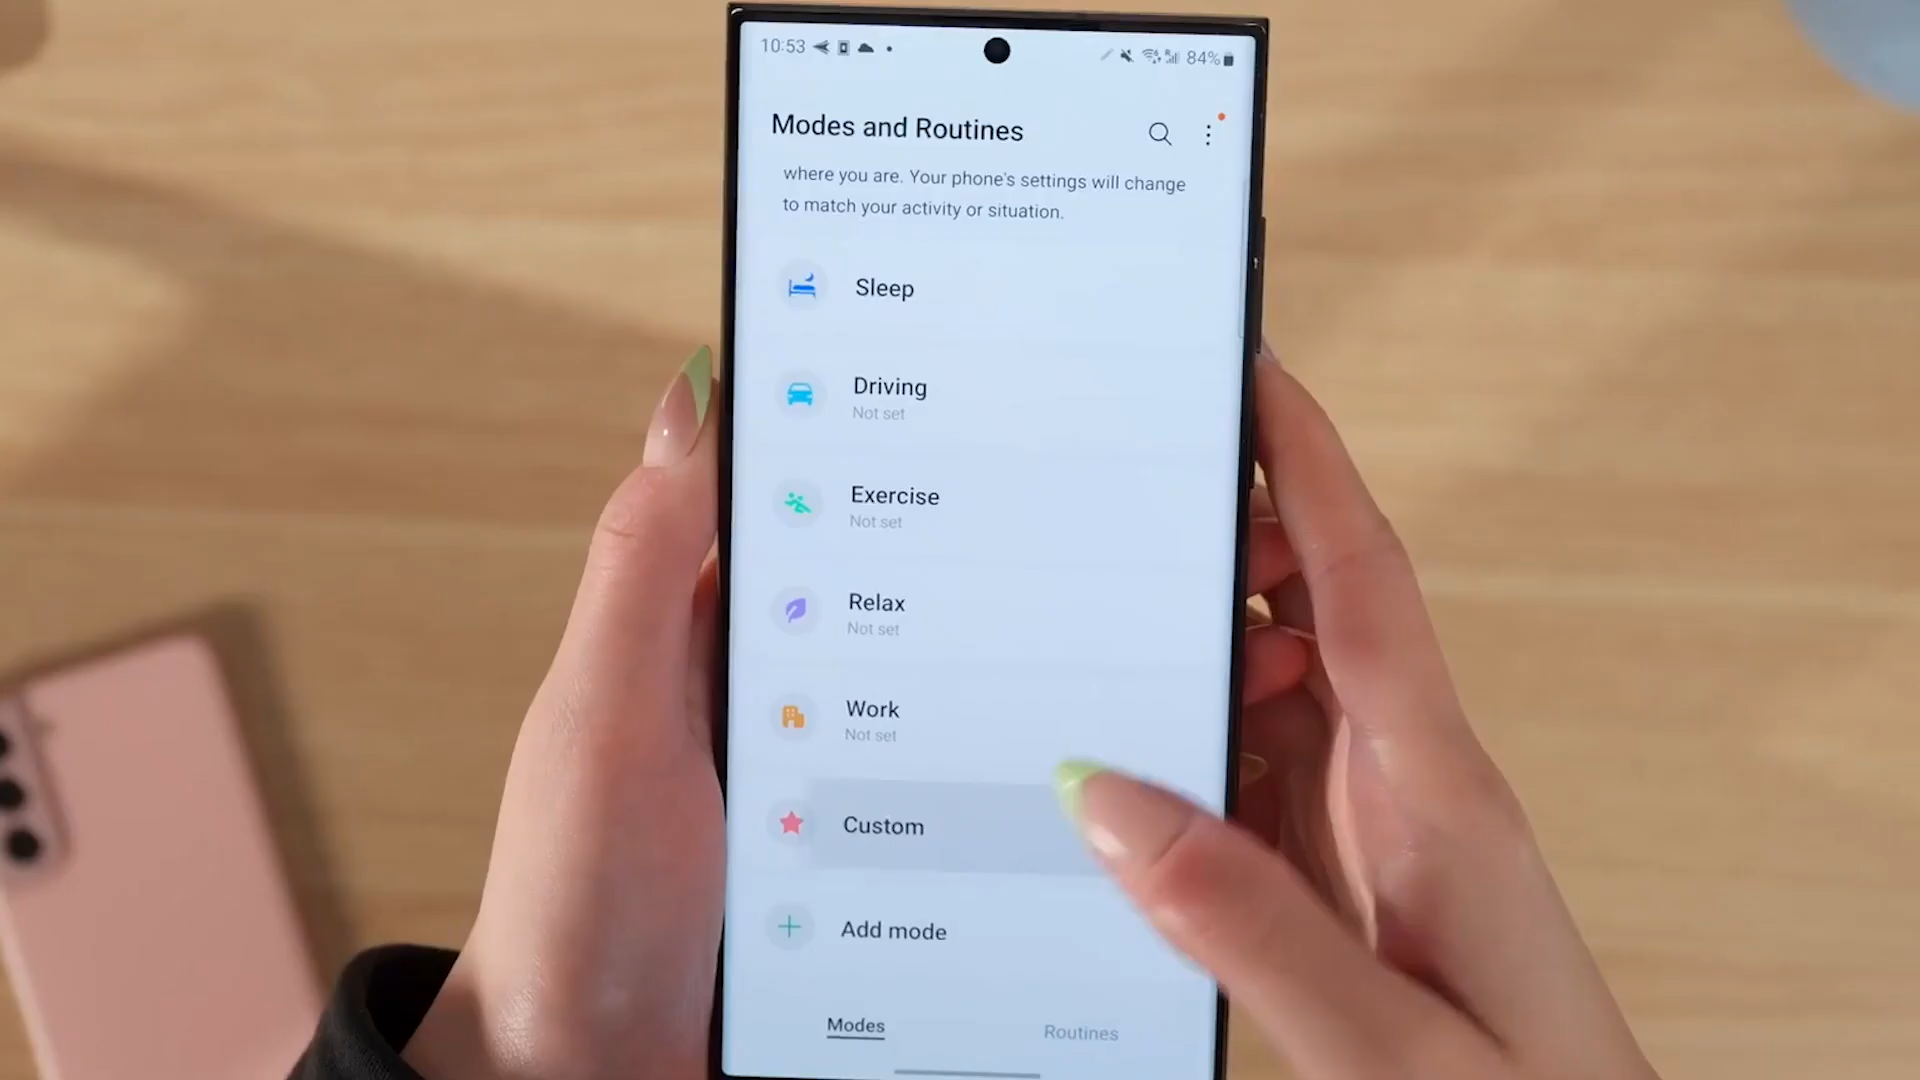 10:53
84%
Modes and Routines
where you are. Your phone's settings will change
to match your activity or situation.
Sleep
Driving
Not set
Exercise
Not set
Relax
Not set
Work
Not set
Custom
Add mode
Modes
Routines